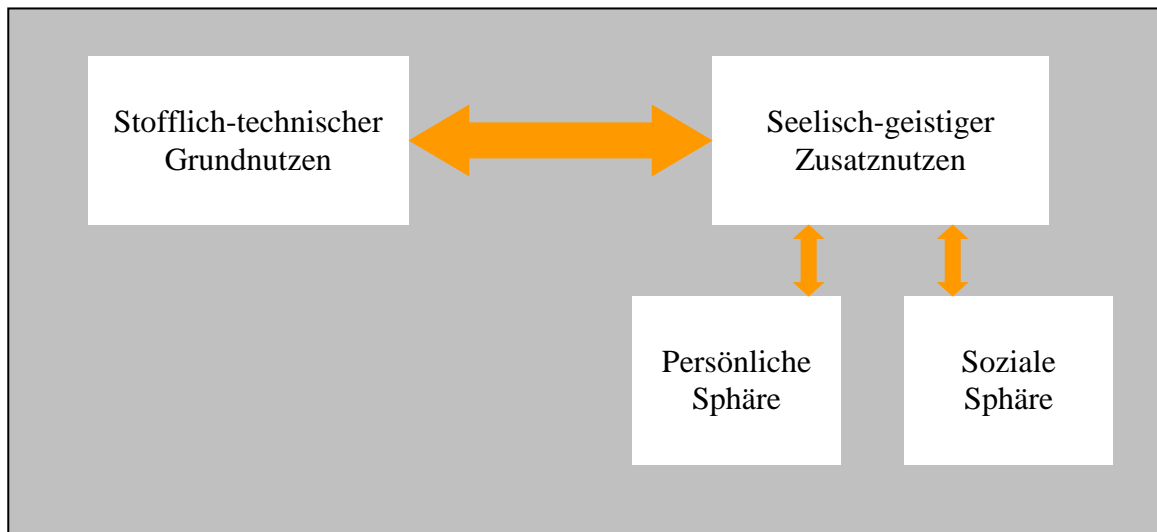 Stofflich-technischer
Grundnutzen
Seelisch-geistiger
Zusatznutzen
Persönliche
Sphäre
Soziale
Sphäre